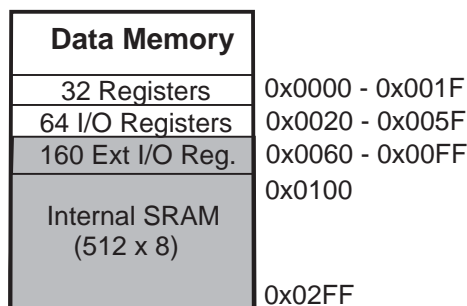 Data Memory
32 Registers 0x0000 - 0x001F
64 I/O Registers 0x0020 - 0x005F
160 Ext I/O Reg. 0x0060 - 0x00FF
0x0100
Internal SRAM
(512 x 8)
0x02FF